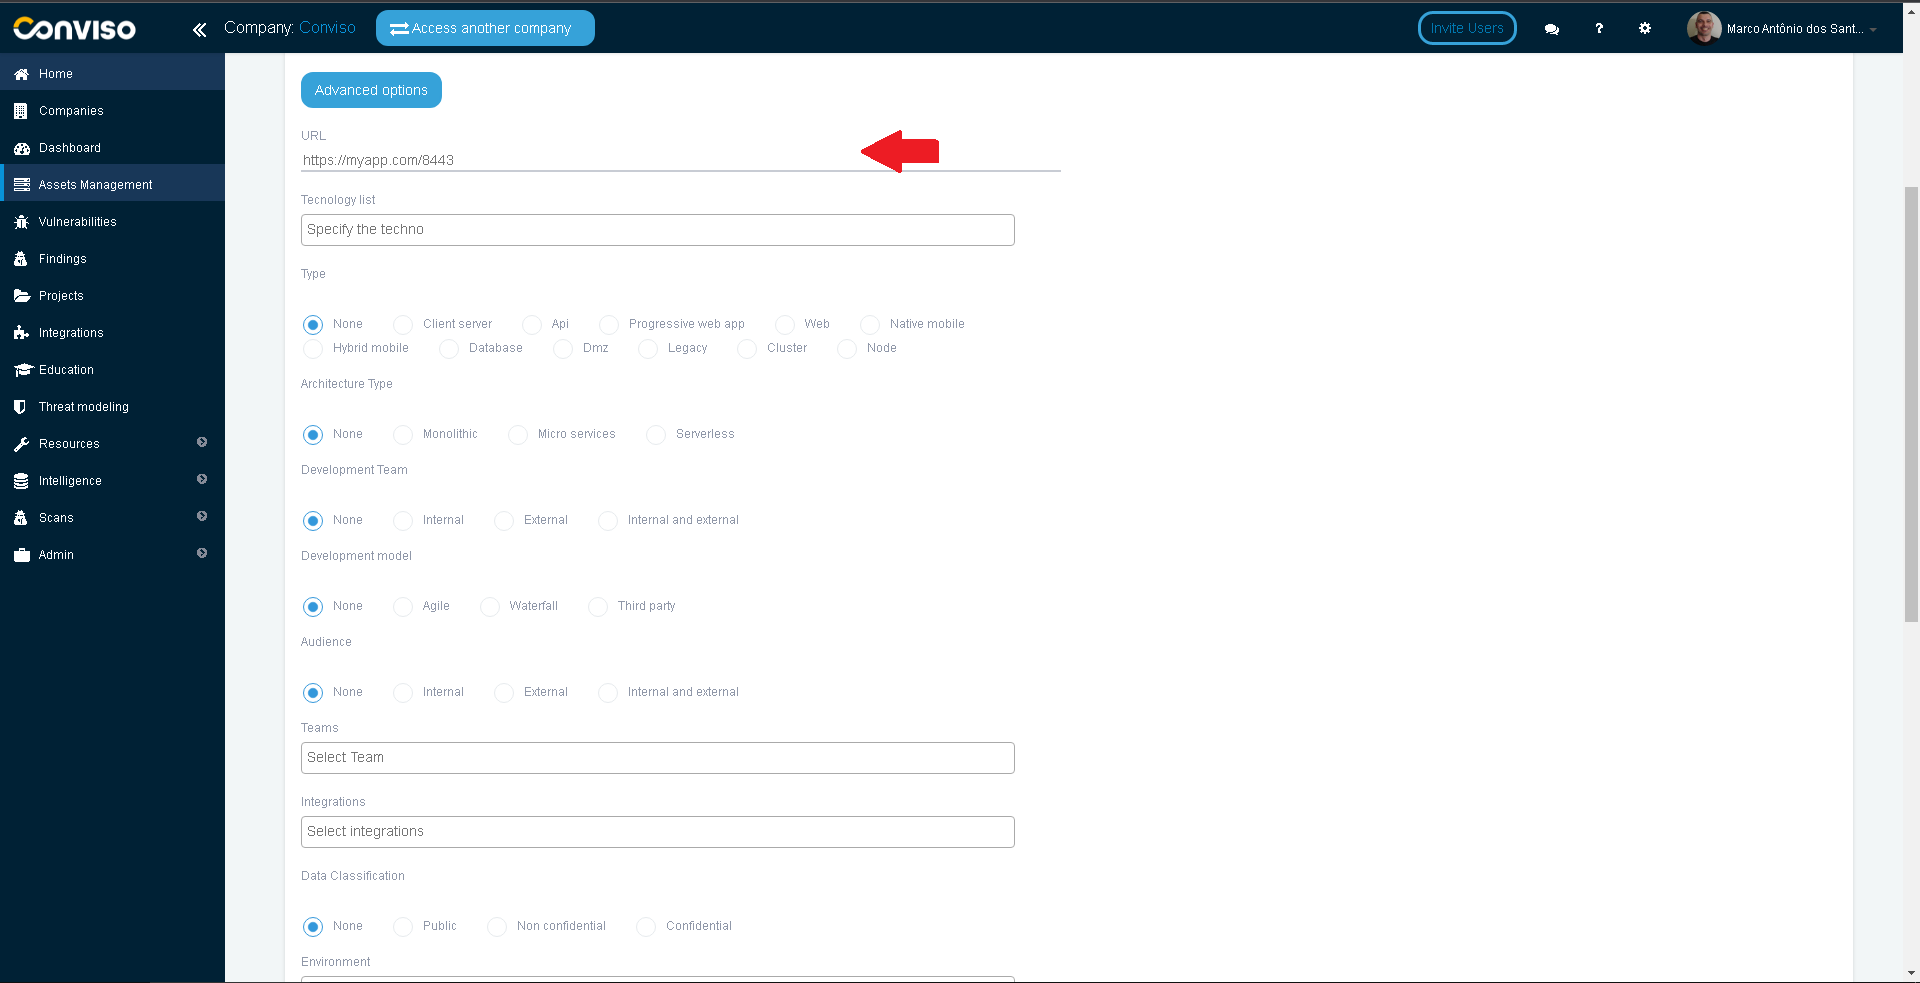 Conviso
Company: Conviso
Access another company
Invite Users
?
Marco Antônio dos Sant...
Home
Companies
Dashboard
Assets Management
Vulnerabilities
Findings
Projects
Integrations
Education
Threat modeling
Resources
Intelligence
Scans
Admin
Advanced options
URL
https://myapp.com/8443
Tecnology list
Specify the techno
Type
None Client server Api Progressive web app Web Native mobile
Hybrid mobile Database Dmz Legacy Cluster Node
Architecture Type
None Monolithic Micro services Serverless
Development Team
None Internal External Internal and external
Development model
None Agile Waterfall Third party
Audience
None Internal External Internal and external
Teams
Select Team
Integrations
Select integrations
Data Classification
None Public Non confidential Confidential
Environment